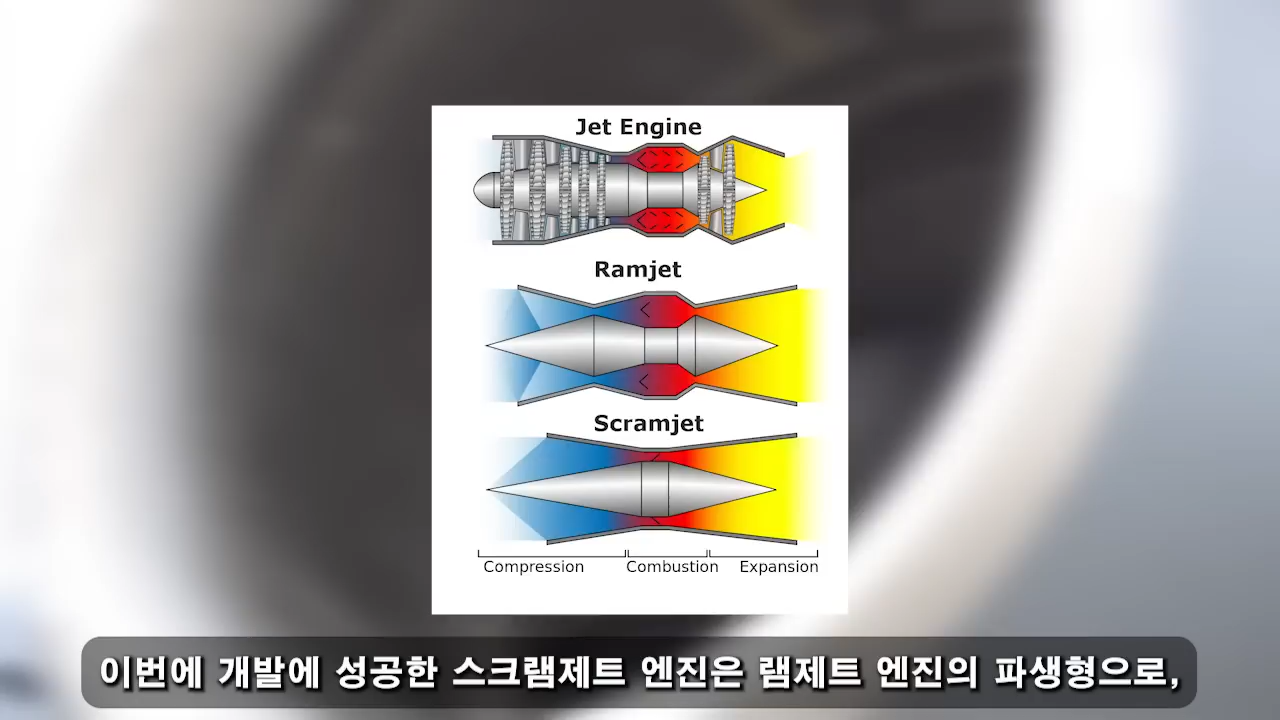 Jet Engine
Ramjet
Scramjet
Compression Combustion Expansion
이번에 개발에 성공한 스크램제트 엔진은 램제트 엔진의 파생형으로,